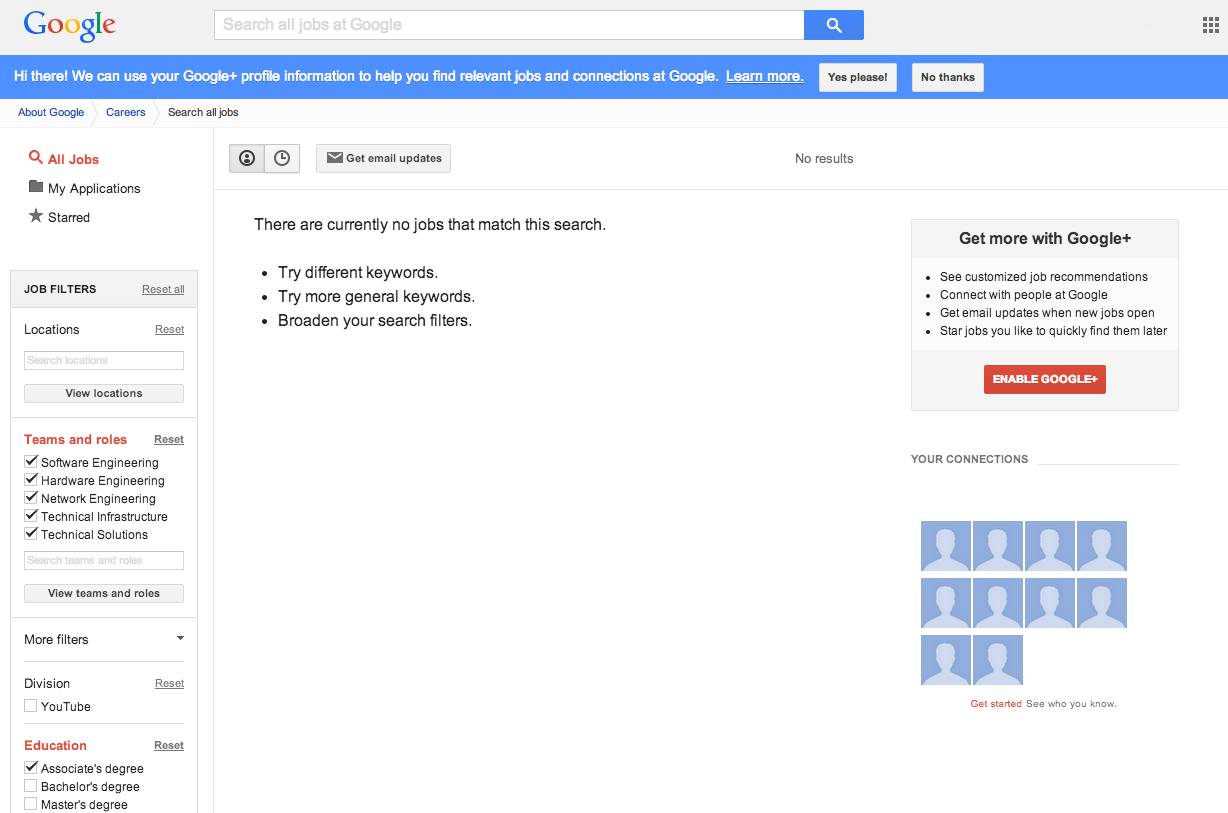 Google
Search all jobs at Google
Hi there! We can use your Google+ profile information to help you find relevant jobs and connections at Google. Learn more. Yes please! No thanks
About Google Careers Search all jobs
All Jobs
My Applications
Starred
JOB FILTERS Reset all
Locations Reset
Search locations
View locations
Teams and roles Reset
Software Engineering
Hardware Engineering
Network Engineering
Technical Infrastructure
Technical Solutions
Search teams and roles
View teams and roles
More filters
Division Reset
YouTube
Education Reset
Associate's degree
Bachelor's degree
Master's degree
Get email updates No results
There are currently no jobs that match this search.
• Try different keywords.
• Try more general keywords.
• Broaden your search filters.
Get more with Google+
• See customized job recommendations
• Connect with people at Google
• Get email updates when new jobs open
• Star jobs you like to quickly find them later
ENABLE GOOGLE+
YOUR CONNECTIONS
Get started See who you know.